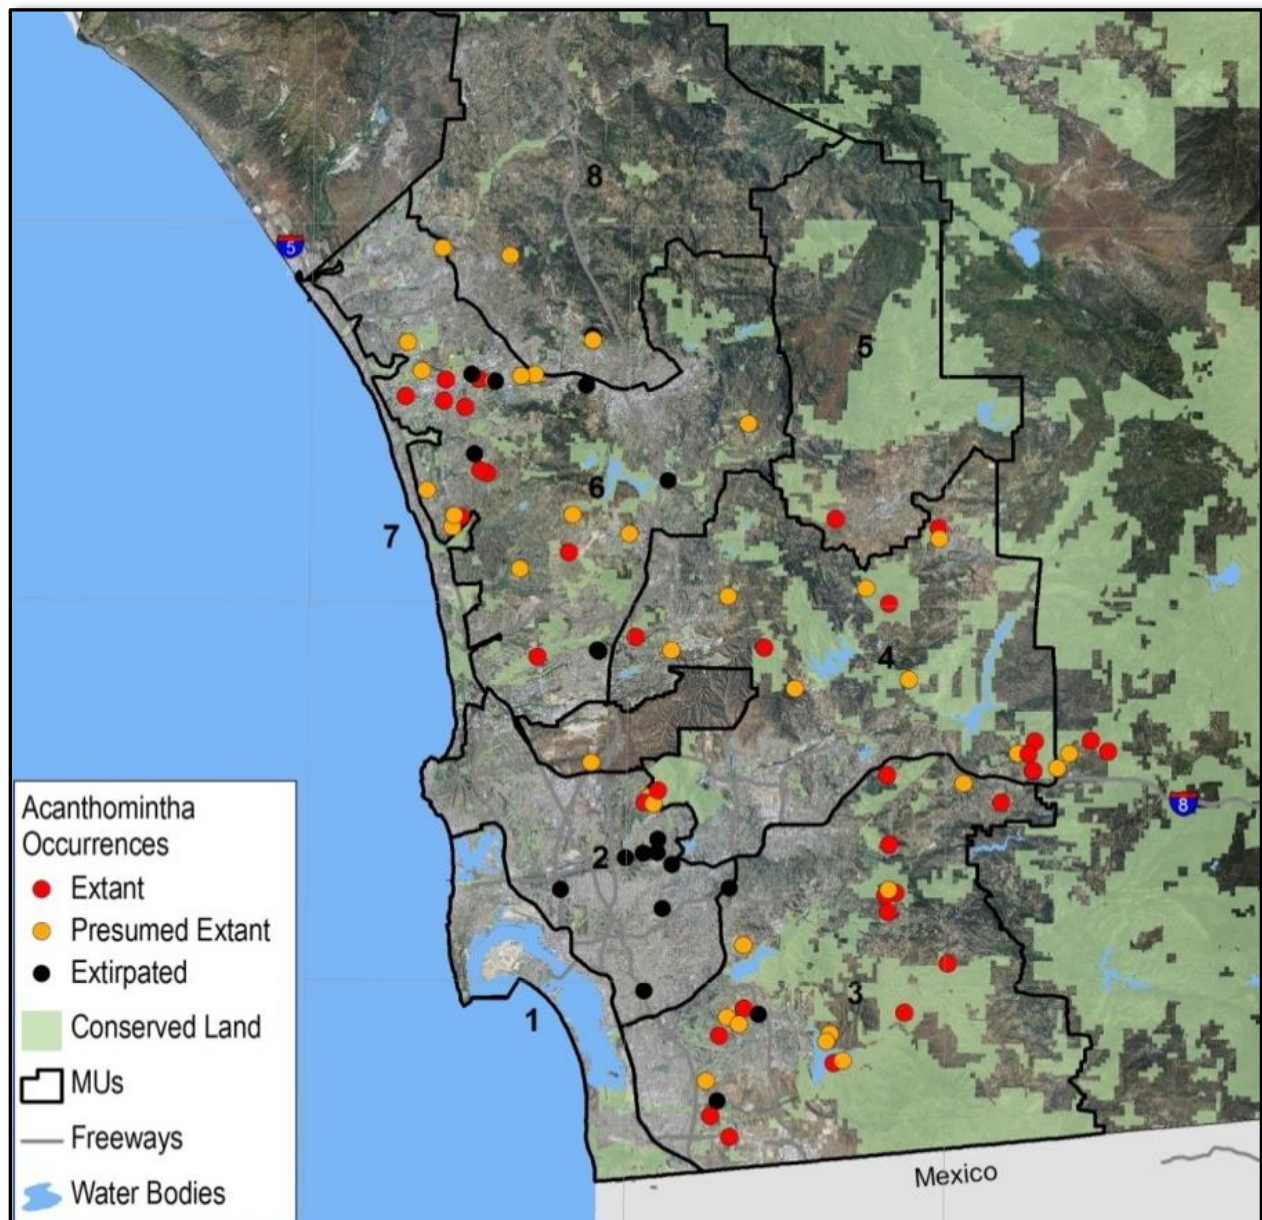 8
5
5
6
7
4
8
2
3
1
Acanthomintha
Occurrences
Extant
Presumed Extant
Extirpated
Conserved Land
MUs
Freeways
Water Bodies
Mexico